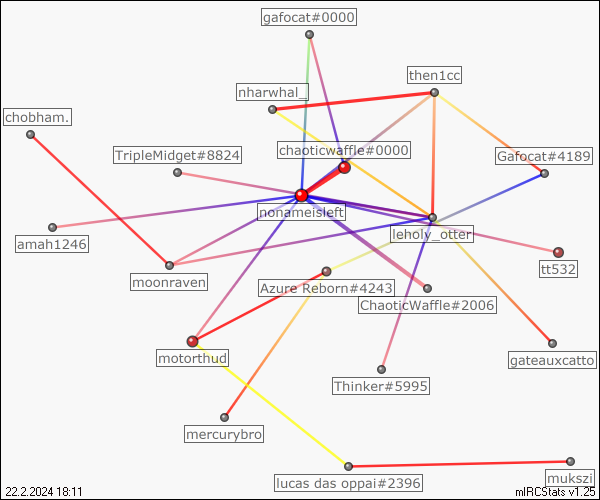 gafocat#0000
then1cc
nharwhal_
chobham.
chaoticwaffle#0000
TripleMidget#8824
Gafocat#4189
nonameisleft
leholy_otter
amah1246
tt532
moonraven
Azure Reborn#4243
ChaoticWaffle#2006
motorthud
gateauxcatto
Thinker#5995
mercurybro
lucas das oppai#2396
mukszi
22.2.2024 18:11
mIRCStats v1.25